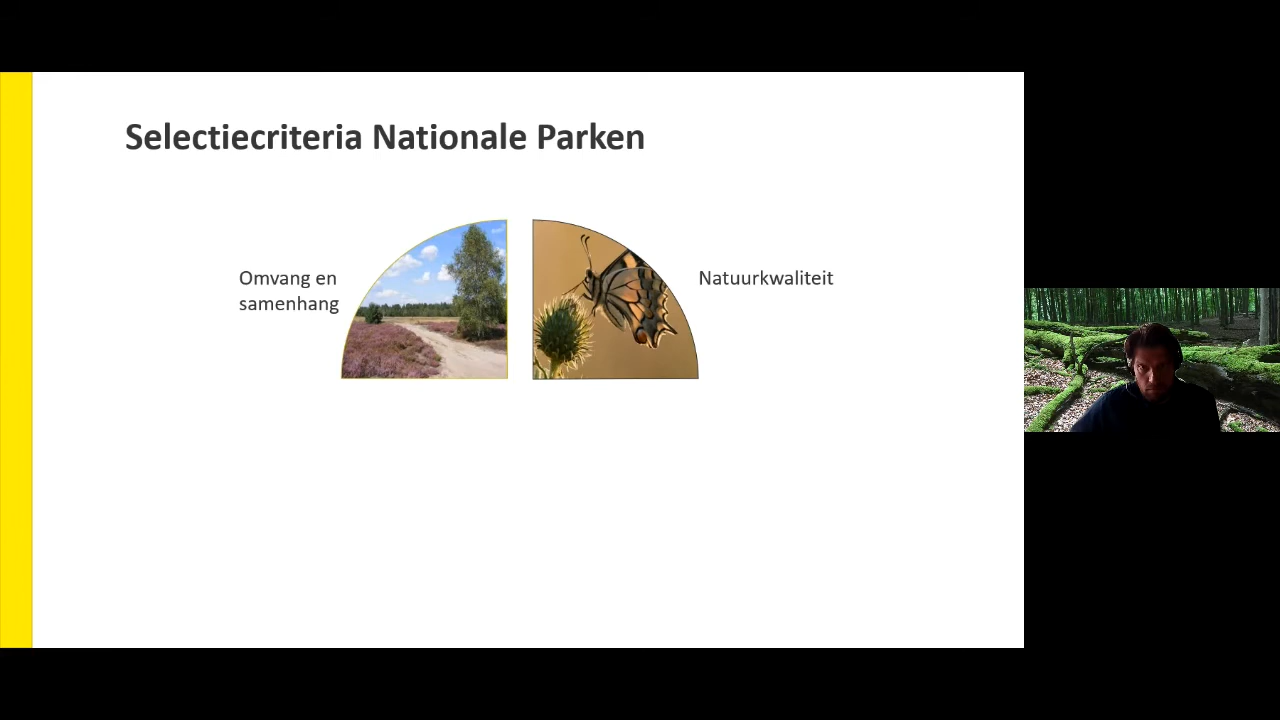 Selectiecriteria Nationale Parken
Omvang en
samenhang
Natuurkwaliteit